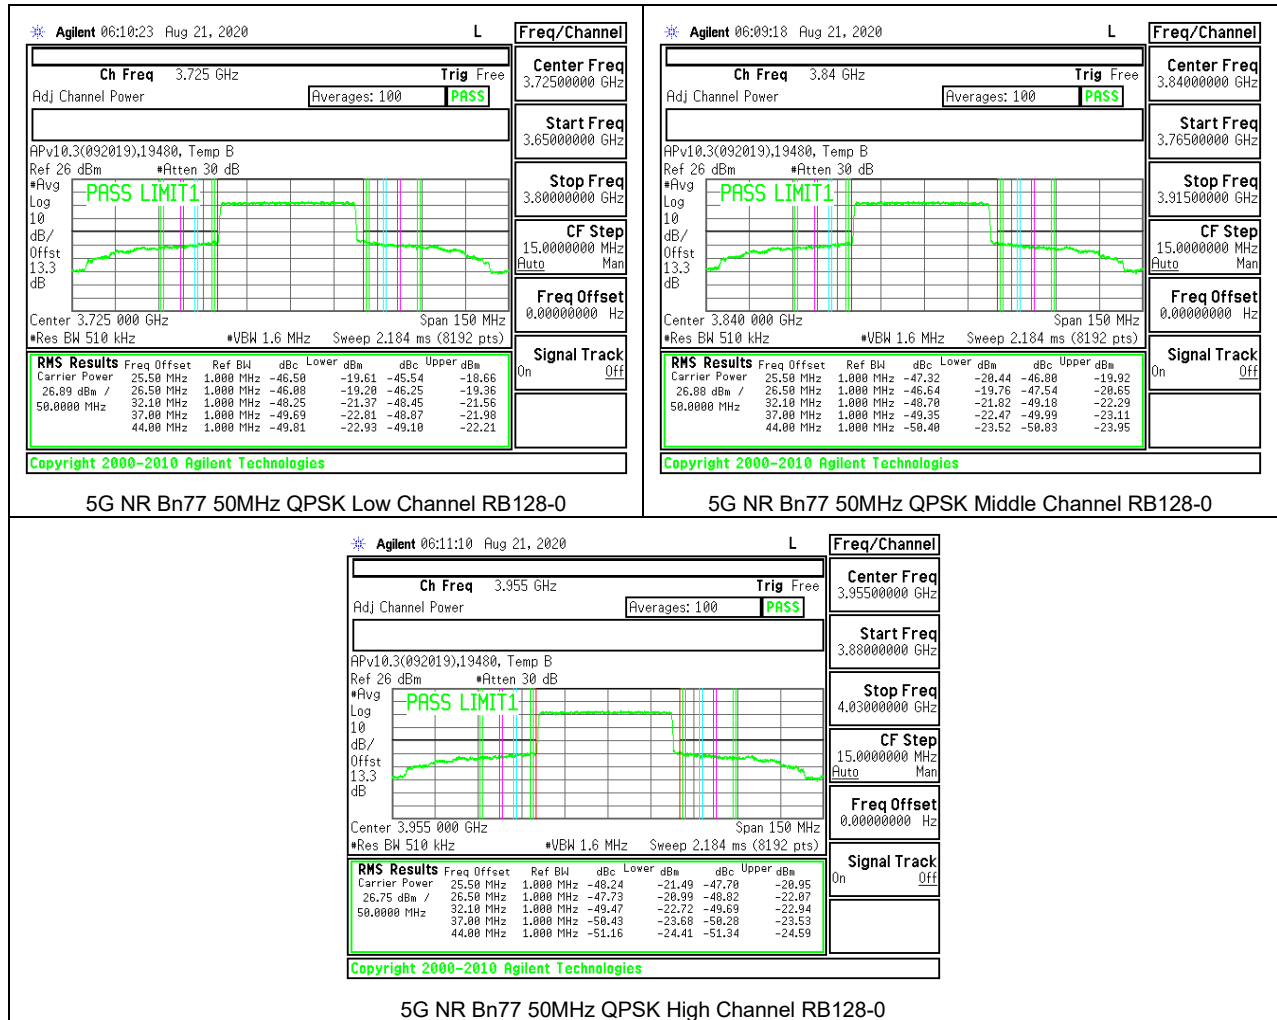 Agilent 06:10:23 Aug 21, 2020 L Freq/Channel
Ch Freq 3.725 GHz Trig Free
Adj Channel Power Averages: 100 PASS
APv10.3(092019),19480, Temp B
Ref 26 dBm #Atten 30 dB
#Avg
Log
10
dB/
Offst
13.3
dB
PASS LIMIT1
Center 3.725 000 GHz Span 150 MHz
#Res BW 510 kHz #VBW 1.6 MHz Sweep 2.184 ms (8192 pts)
RMS Results Freq Offset Ref BW dBc Lower dBm dBc Upper dBm
Carrier Power 25.50 MHz 1.000 MHz -46.50 -19.61 -45.54 -18.66
26.89 dBm / 26.50 MHz 1.000 MHz -46.08 -19.20 -46.25 -19.36
50.0000 MHz 32.10 MHz 1.000 MHz -48.25 -21.37 -48.45 -21.56
37.00 MHz 1.000 MHz -49.69 -22.81 -48.87 -21.98
44.00 MHz 1.000 MHz -49.81 -22.93 -49.10 -22.21
Copyright 2000-2010 Agilent Technologies
Center Freq
3.72500000 GHz
Start Freq
3.65000000 GHz
Stop Freq
3.80000000 GHz
CF Step
15.0000000 MHz
Auto Man
Freq Offset
0.00000000 Hz
Signal Track
On Off
5G NR Bn77 50MHz QPSK Low Channel RB128-0
Agilent 06:09:18 Aug 21, 2020 L Freq/Channel
Ch Freq 3.84 GHz Trig Free
Adj Channel Power Averages: 100 PASS
APv10.3(092019),19480, Temp B
Ref 26 dBm #Atten 30 dB
#Avg
Log
10
dB/
Offst
13.3
dB
PASS LIMIT1
Center 3.840 000 GHz Span 150 MHz
#Res BW 510 kHz #VBW 1.6 MHz Sweep 2.184 ms (8192 pts)
RMS Results Freq Offset Ref BW dBc Lower dBm dBc Upper dBm
Carrier Power 25.50 MHz 1.000 MHz -47.32 -20.44 -46.80 -19.92
26.88 dBm / 26.50 MHz 1.000 MHz -46.64 -19.76 -47.54 -20.65
50.0000 MHz 32.10 MHz 1.000 MHz -48.70 -21.82 -49.18 -22.29
37.00 MHz 1.000 MHz -49.35 -22.47 -49.99 -23.11
44.00 MHz 1.000 MHz -50.40 -23.52 -50.83 -23.95
Copyright 2000-2010 Agilent Technologies
Center Freq
3.84000000 GHz
Start Freq
3.76500000 GHz
Stop Freq
3.91500000 GHz
CF Step
15.0000000 MHz
Auto Man
Freq Offset
0.00000000 Hz
Signal Track
On Off
5G NR Bn77 50MHz QPSK Middle Channel RB128-0
Agilent 06:11:10 Aug 21, 2020 L Freq/Channel
Ch Freq 3.955 GHz Trig Free
Adj Channel Power Averages: 100 PASS
APv10.3(092019),19480, Temp B
Ref 26 dBm #Atten 30 dB
#Avg
Log
10
dB/
Offst
13.3
dB
PASS LIMIT1
Center 3.955 000 GHz Span 150 MHz
#Res BW 510 kHz #VBW 1.6 MHz Sweep 2.184 ms (8192 pts)
RMS Results Freq Offset Ref BW dBc Lower dBm dBc Upper dBm
Carrier Power 25.50 MHz 1.000 MHz -48.24 -21.49 -47.70 -20.95
26.75 dBm / 26.50 MHz 1.000 MHz -47.73 -20.99 -48.82 -22.07
50.0000 MHz 32.10 MHz 1.000 MHz -49.47 -22.72 -49.69 -22.94
37.00 MHz 1.000 MHz -50.43 -23.68 -50.28 -23.53
44.00 MHz 1.000 MHz -51.16 -24.41 -51.34 -24.59
Copyright 2000-2010 Agilent Technologies
Center Freq
3.95500000 GHz
Start Freq
3.88000000 GHz
Stop Freq
4.03000000 GHz
CF Step
15.0000000 MHz
Auto Man
Freq Offset
0.00000000 Hz
Signal Track
On Off
5G NR Bn77 50MHz QPSK High Channel RB128-0